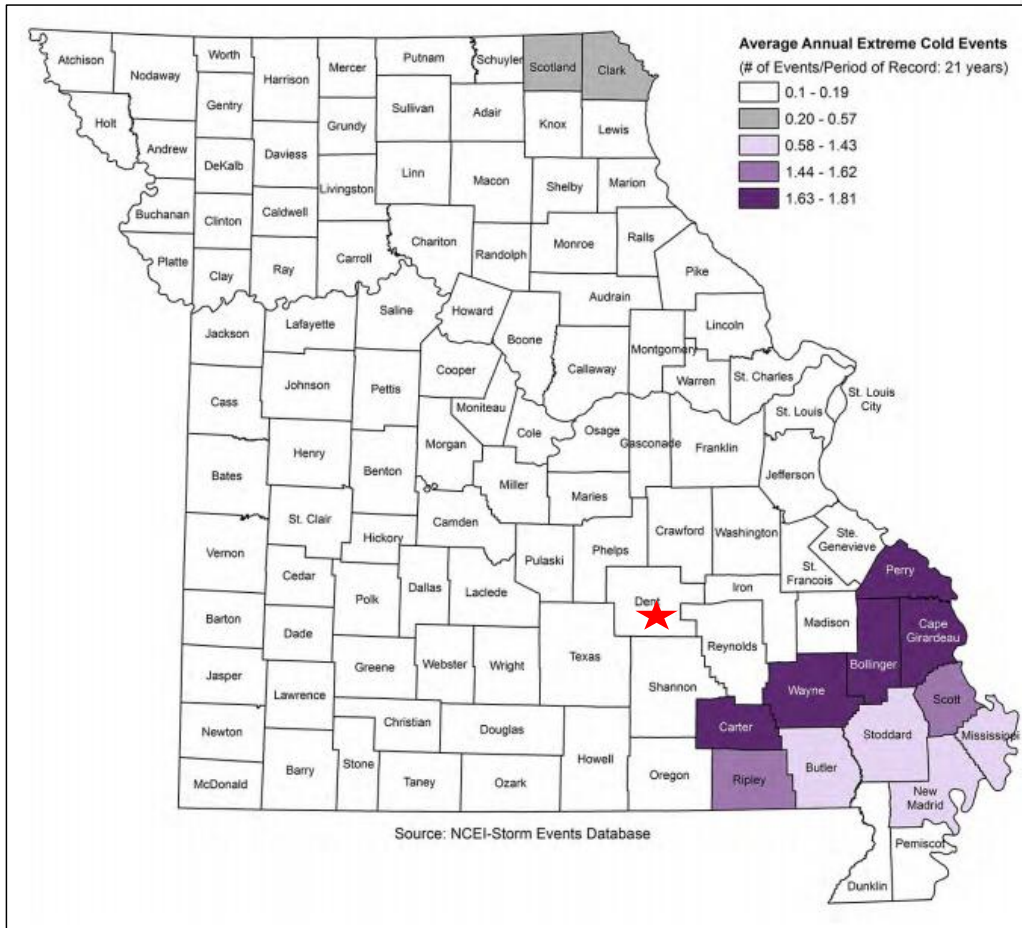 Average Annual Extreme Cold Events
(# of Events/Period of Record: 21 years)
0.1 - 0.19
0.20 - 0.57
0.58 - 1.43
1.44 - 1.62
1.63 - 1.81
Atchison
Nodaway
Worth
Harrison
Mercer
Putnam
Schuyler
Scotland
Clark
Gentry
Sullivan
Adair
Knox
Lewis
Holt
Andrew
DeKalb
Daviess
Grundy
Livingston
Linn
Macon
Shelby
Marion
Buchanan
Clinton
Caldwell
Chariton
Randolph
Monroe
Ralls
Platte
Clay
Ray
Carroll
Pike
Saline
Howard
Audrain
Jackson
Lafayette
Boone
Lincoln
Callaway
Montgomery
Warren
St. Charles
Johnson
Pettis
Cooper
Cass
Moniteau
St. Louis
St. Louis
City
Cole
Osage
Gasconade
Franklin
Henry
Morgan
Benton
Bates
Miller
Maries
Jefferson
St. Clair
Camden
Crawford
Washington
Ste.
Genevieve
Hickory
Pulaski
Phelps
St.
Francois
Vernon
Cedar
Perry
Polk
Dallas
Laclede
Dent
Iron
Barton
Dade
Madison
Cape
Girardeau
Reynolds
Bollinger
Jasper
Greene
Webster
Wright
Texas
Shannon
Wayne
Scott
Lawrence
Christian
Douglas
Carter
Stoddard
Mississippi
Newton
McDonald
Barry
Stone
Taney
Ozark
Howell
Oregon
Ripley
Butler
New
Madrid
Pemiscot
Dunklin
Source: NCEI-Storm Events Database